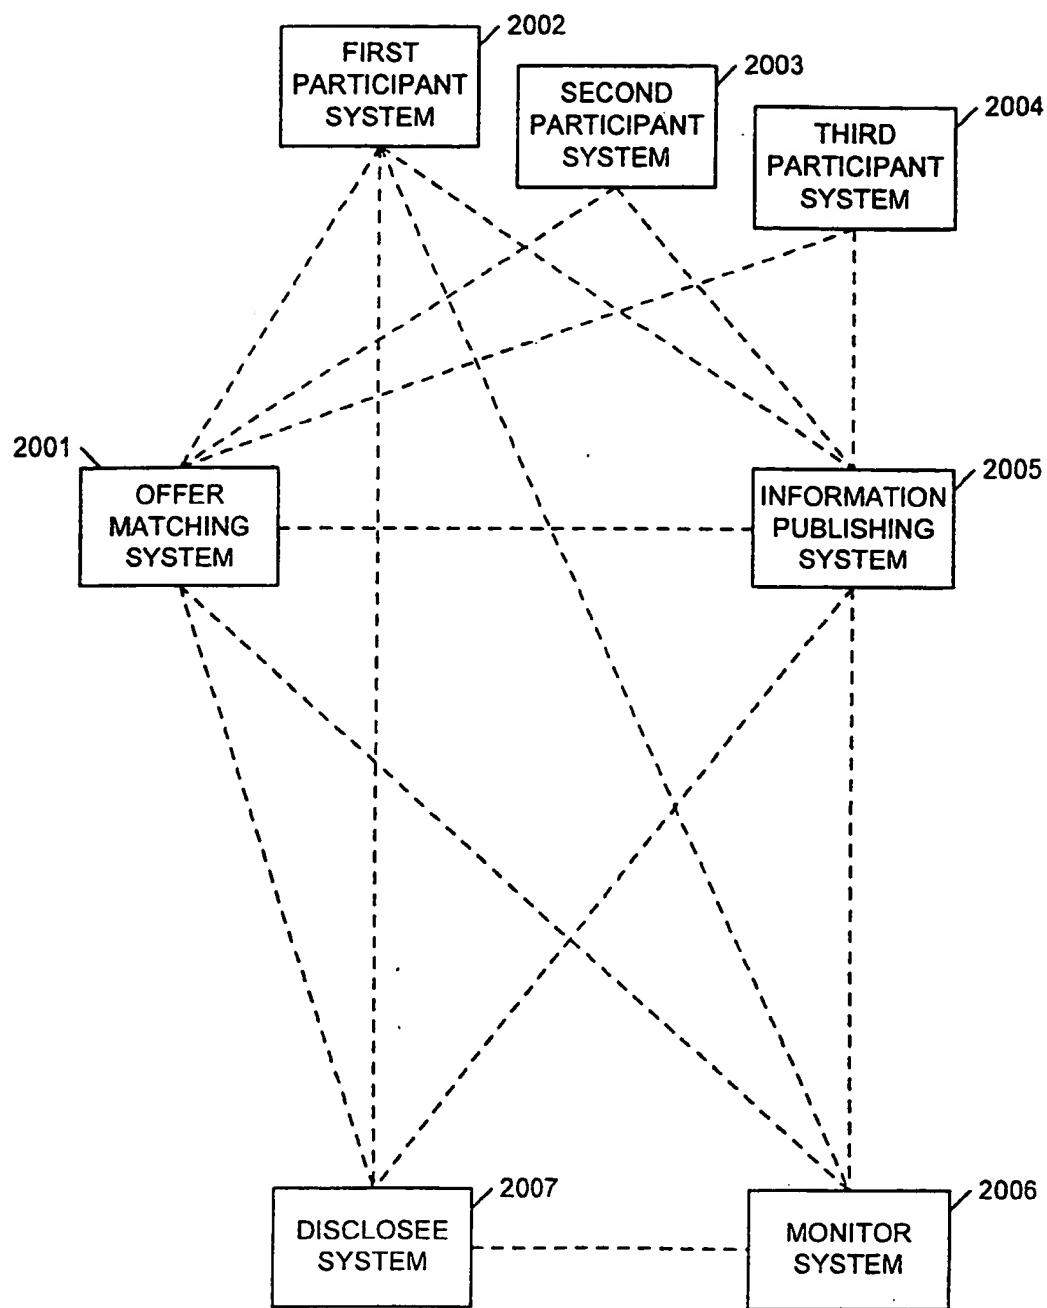 2002
FIRST
PARTICIPANT
SYSTEM
2003
SECOND
PARTICIPANT
SYSTEM
2004
THIRD
PARTICIPANT
SYSTEM
2001
OFFER
MATCHING
SYSTEM
2005
INFORMATION
PUBLISHING
SYSTEM
2007
DISCLOSEE
SYSTEM
2006
MONITOR
SYSTEM